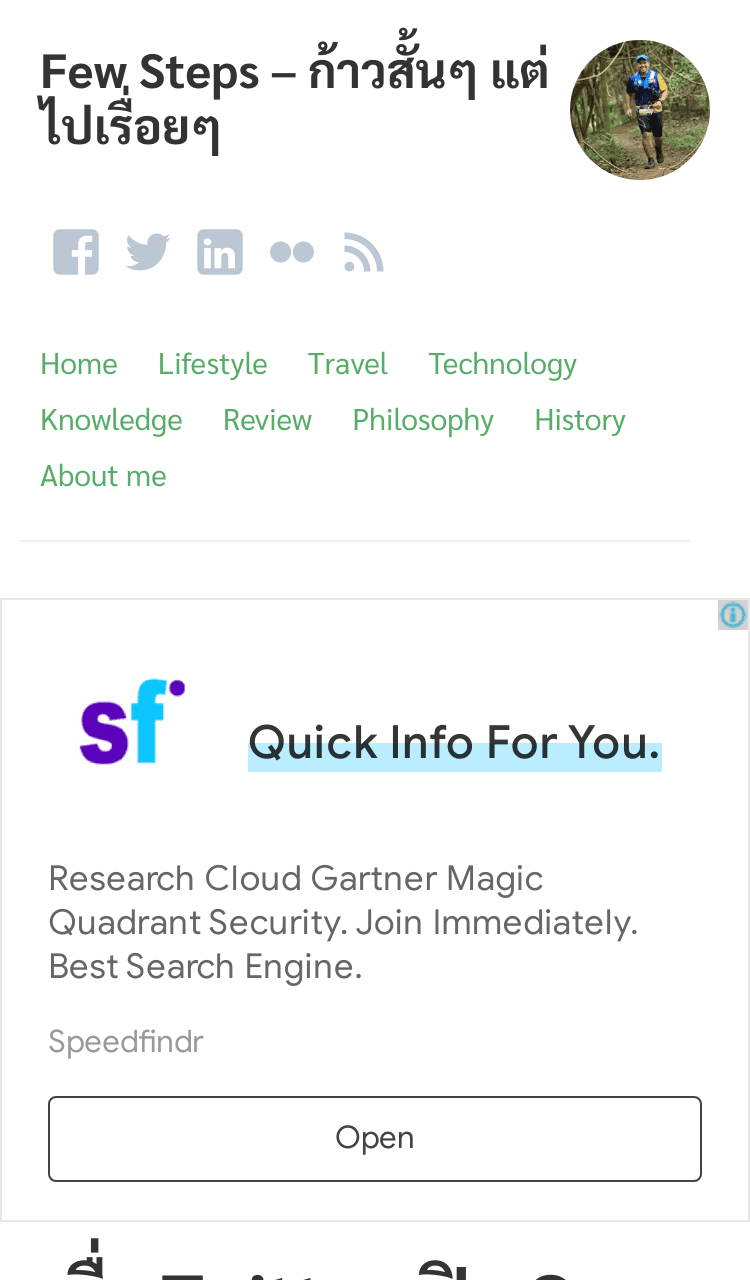 Few Steps – ก้าวสั้นๆ แต่
ไปเรื่อยๆ
Home Lifestyle Travel Technology
Knowledge Review Philosophy History
About me
sf
Quick Info For You.
Research Cloud Gartner Magic
Quadrant Security. Join Immediately.
Best Search Engine.
Speedfindr
Open